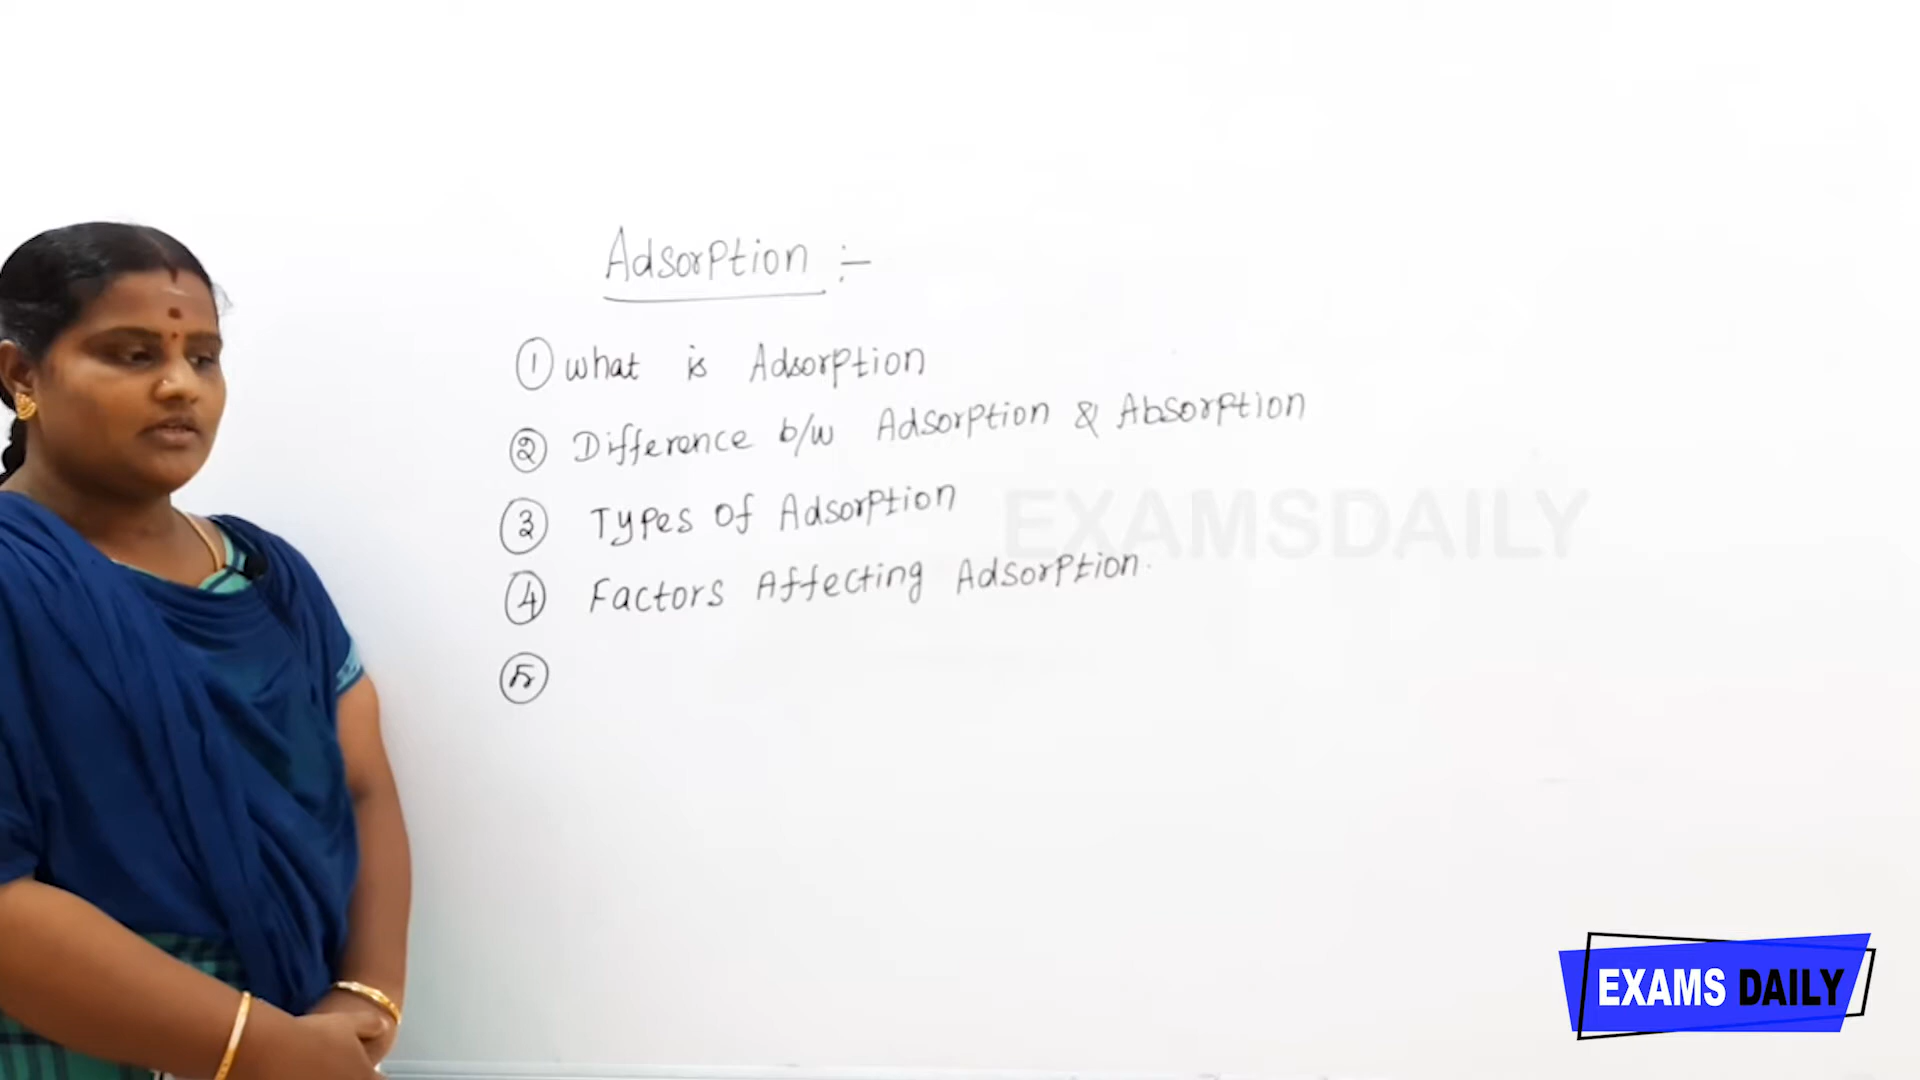 Adsorption :-
① What is Adsorption
② Difference b/w Adsorption & Absorption
③ Types of Adsorption
④ Factors Affecting Adsorption.
⑤
EXAMSDAILY
EXAMS DAILY